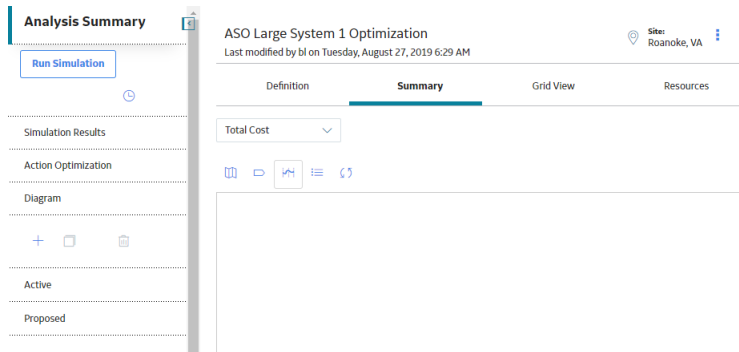 Analysis Summary
Run Simulation
Simulation Results
Action Optimization
Diagram
Active
Proposed
ASO Large System 1 Optimization
Last modified by bl on Tuesday, August 27, 2019 6:29 AM
Site:
Roanoke, VA
Definition
Summary
Grid View
Resources
Total Cost